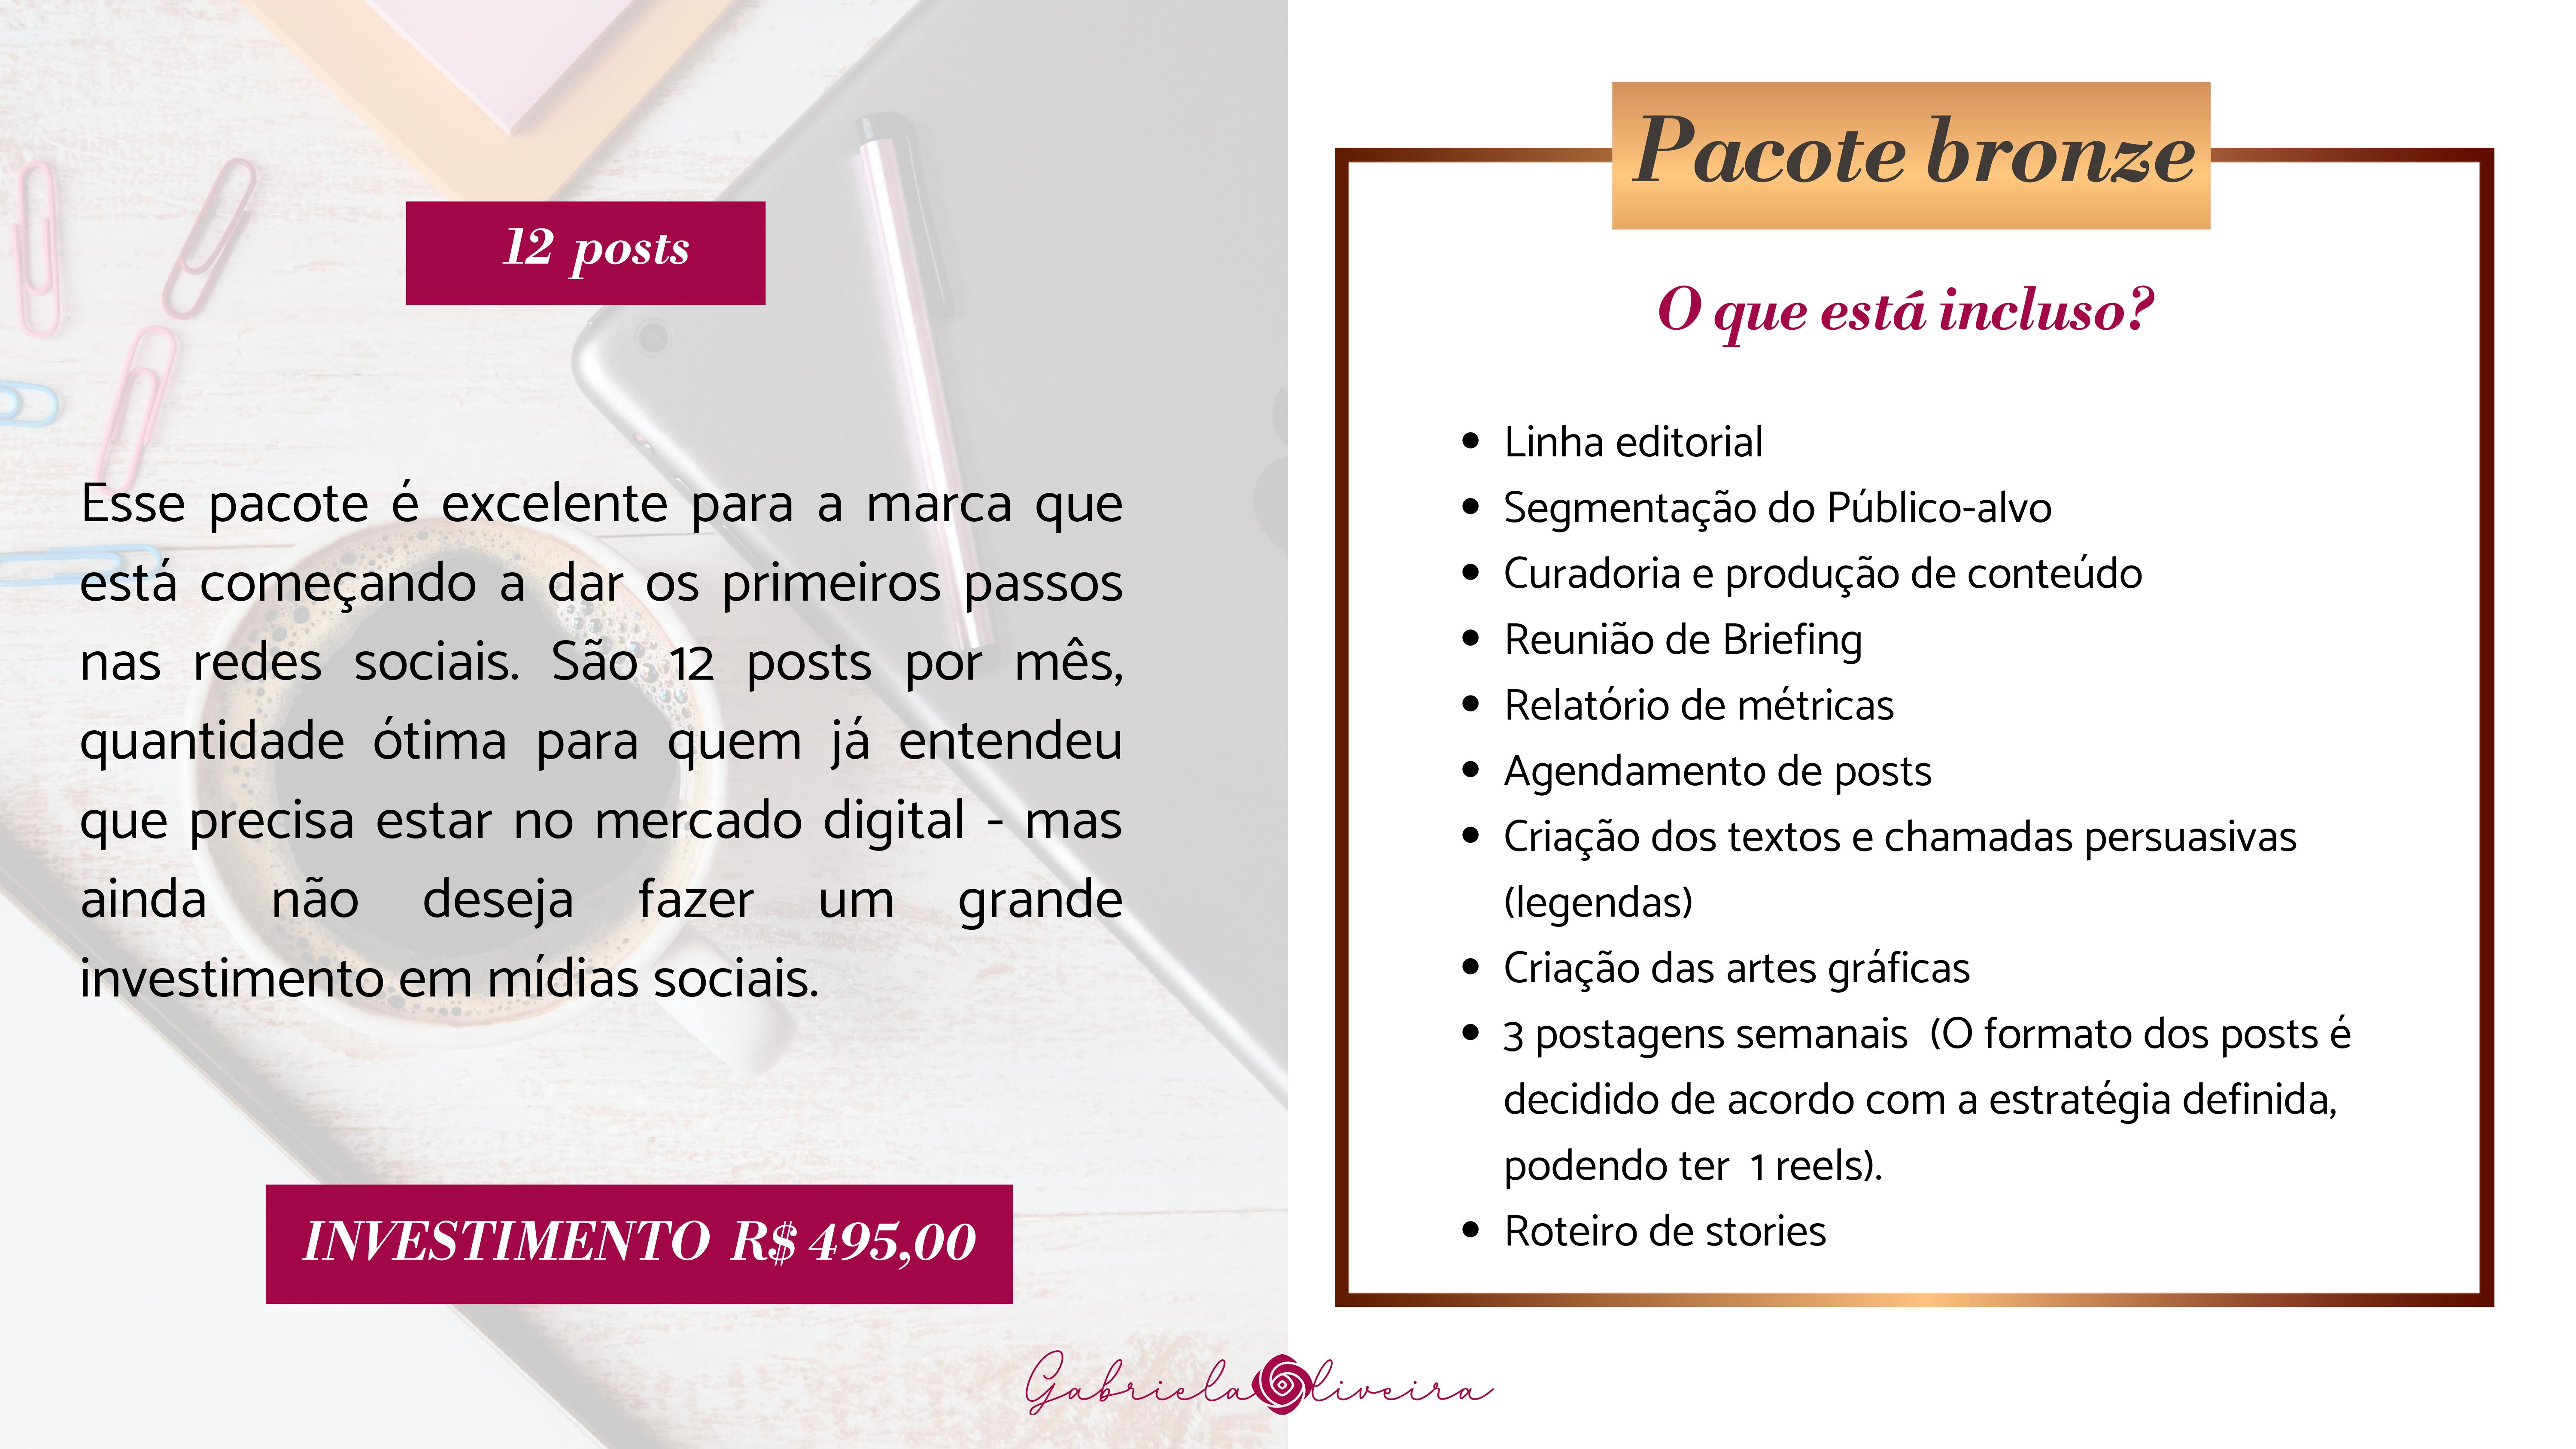 12 posts
Esse pacote é excelente para a marca que
está começando a dar os primeiros passos
nas redes sociais. São 12 posts por mês,
quantidade ótima para quem já entendeu
que precisa estar no mercado digital - mas
ainda não deseja fazer um grande
investimento em mídias sociais.
INVESTIMENTO R$ 495,00
Pacote bronze
O que está incluso?
• Linha editorial
• Segmentação do Público-alvo
• Curadoria e produção de conteúdo
• Reunião de Briefing
• Relatório de métricas
• Agendamento de posts
• Criação dos textos e chamadas persuasivas
(legendas)
• Criação das artes gráficas
• 3 postagens semanais (O formato dos posts é
decidido de acordo com a estratégia definida,
podendo ter 1 reels).
• Roteiro de stories
Gabriela Oliveira